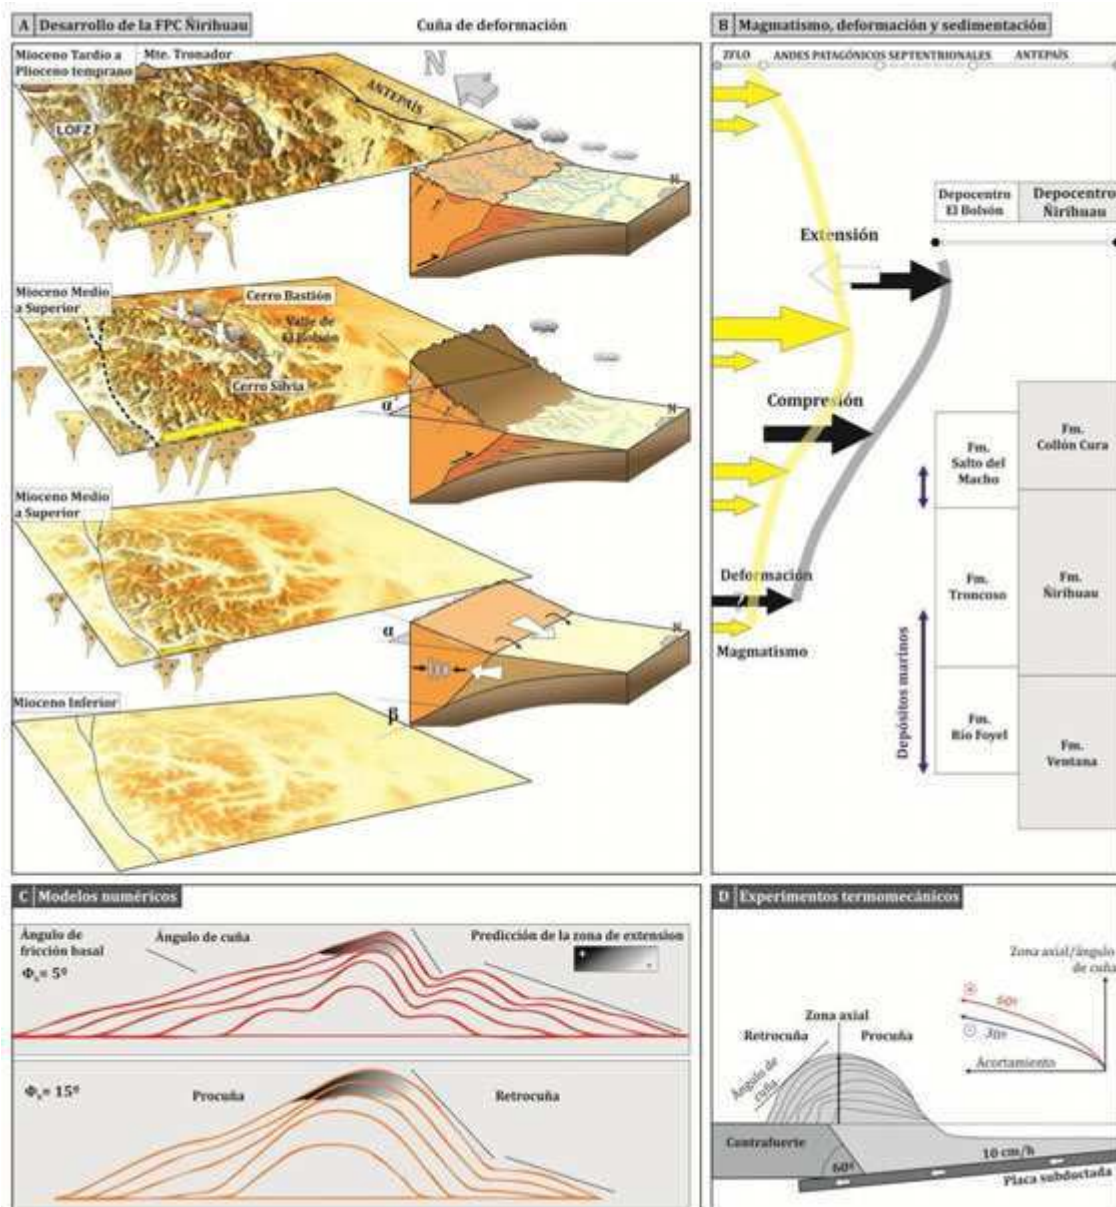 A Desarrollo de la FPC Ñirihuau
Cuña de deformación
Mioceno Tardío a
Plioceno temprano
Mte. Tronador
N
ANTEPAÍS
LOFZ
N
Mioceno Medio
a Superior
Cerro Bastión
Valle de
El Bolsón
Cerro Silvia
α'
N
Mioceno Medio
a Superior
α
N
β
Mioceno Inferior
B Magmatismo, deformación y sedimentación
ZFLO
ANDES PATAGÓNICOS SEPTENTRIONALES
ANTEPAÍS
Depocentro
El Bolsón
Depocentro
Ñirihuau
Extensión
Compresión
Fm.
Salto del
Macho
Fm.
Collón Cura
Deformación
Fm.
Troncoso
Fm.
Ñirihuau
Magmatismo
Depósitos marinos
Fm.
Río Foyel
Fm.
Ventana
C Modelos numéricos
Ángulo de
fricción basal
Ángulo de cuña
Predicción de la zona de extension
+
-
Φb= 5º
Φb= 15º
Procuña
Retrocuña
D Experimentos termomecánicos
Zona axial/ángulo
de cuña
60º
30º
Acortamiento
Zona axial
Retrocuña
Procuña
Ángulo de
cuña
Contrafuerte
60º
10 cm/h
Placa subductada